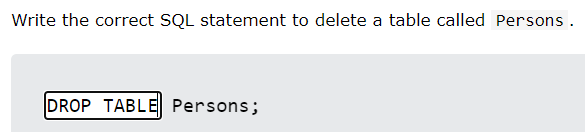 Write the correct SQL statement to delete a table called Persons .
DROP TABLE Persons;